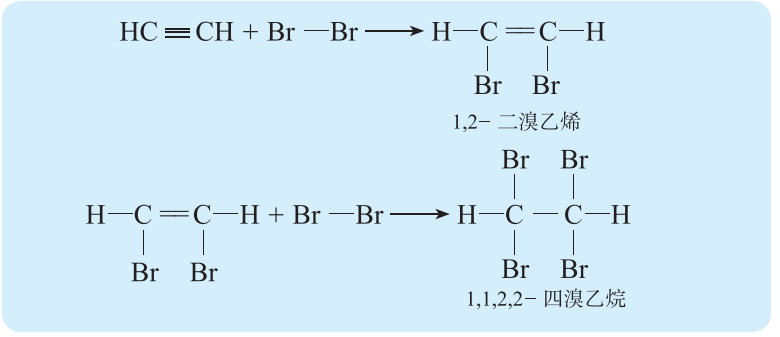 HC≡CH + Br—Br → H—C=C—H
Br Br
1,2- 二溴乙烯
Br Br
H—C=C—H + Br—Br → H—C—C—H
Br Br Br Br
1,1,2,2- 四溴乙烷